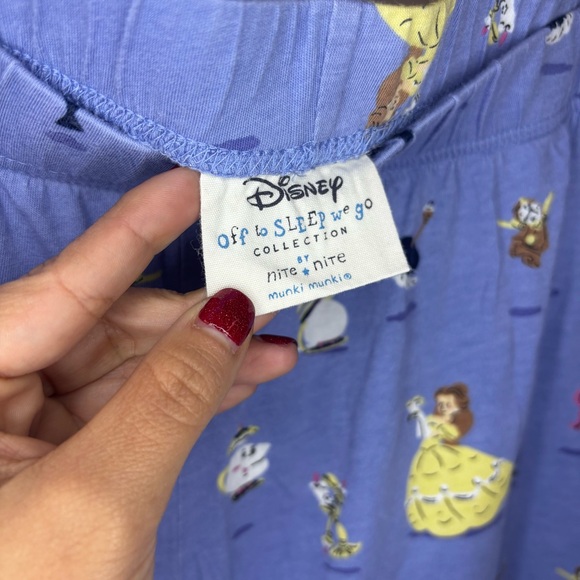 Disney
Off to SLEEP we go
COLLECTION
BY
nite ★ nite
munki munki®